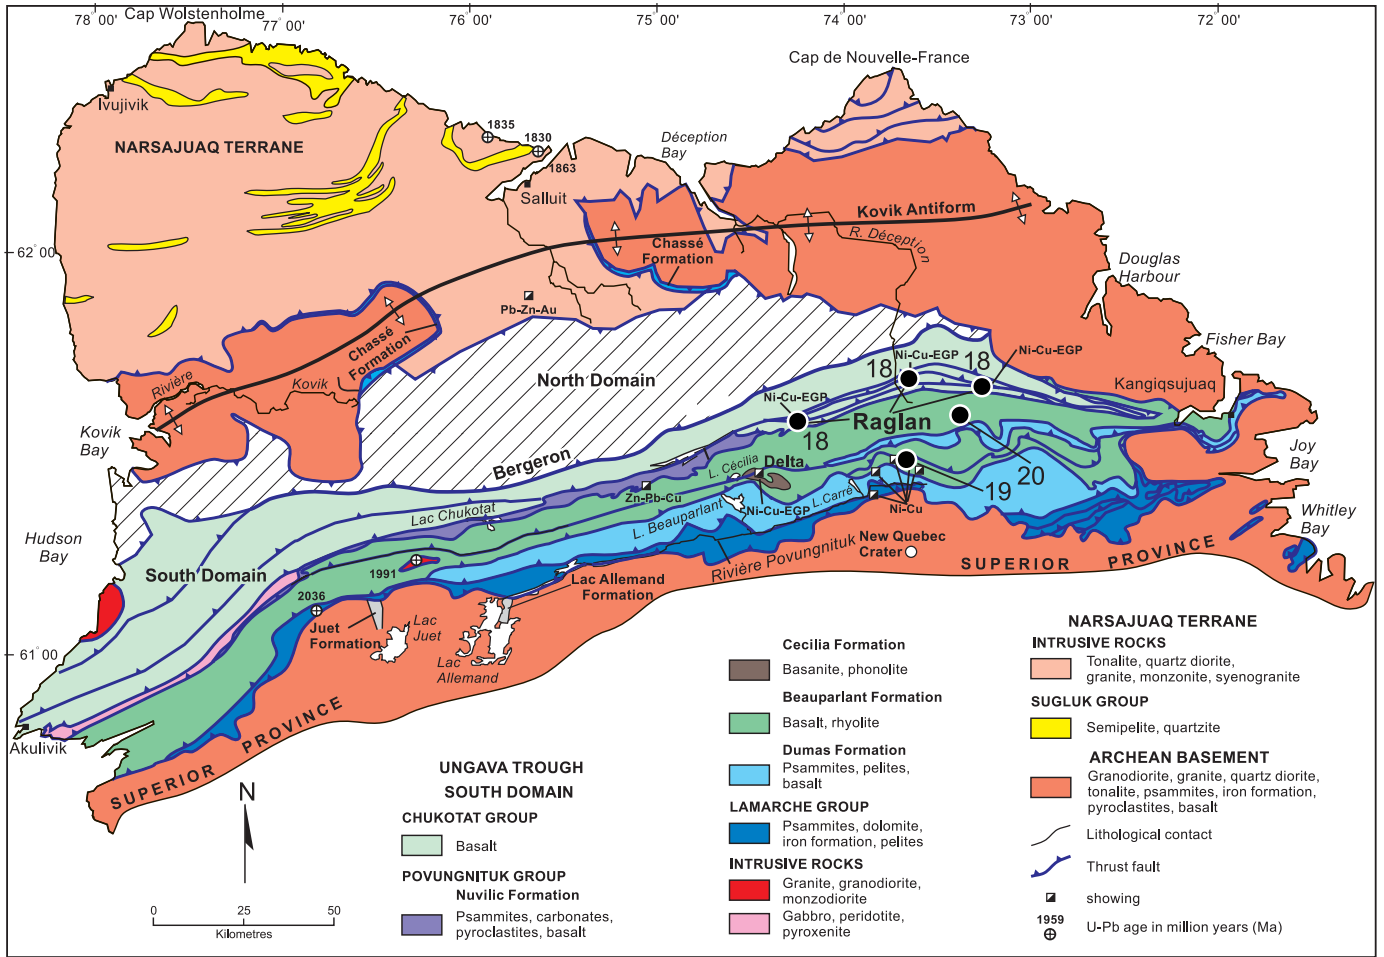 Cap Wolstenholme
78° 00'
77° 00'
76° 00'
75° 00'
74° 00'
73° 00'
72° 00'
Cap de Nouvelle-France
Ivujivik
NARSAJUAQ TERRANE
1835
1830
1863
Déception
Bay
Salluit
Kovik Antiform
R. Déception
Chassé
Formation
62° 00'
Douglas
Harbour
Pb-Zn-Au
Chassé
Formation
Rivière
Kovik
Fisher Bay
North Domain
Ni-Cu-EGP
18
18
Ni-Cu-EGP
Kangiqsujuaq
Ni-Cu-EGP
Raglan
18
Kovik
Bay
Joy
Bay
Bergeron
L. Cécilia
Delta
20
19
Zn-Pb-Cu
L. Carré
Ni-Cu
Lac Chukotat
L. Beauparlant
Ni-Cu-EGP
Whitley
Bay
Hudson
Bay
New Quebec
Crater
Rivière Povungnituk
SUPERIOR PROVINCE
South Domain
1991
Lac Allemand
Formation
2036
Juet
Formation
Lac
Juet
Lac
Allemand
61° 00'
Akulivik
SUPERIOR PROVINCE
N
0 25 50
Kilometres
UNGAVA TROUGH
SOUTH DOMAIN
CHUKOTAT GROUP
Basalt
POVUNGNITUK GROUP
Nuvilic Formation
Psammites, carbonates,
pyroclastites, basalt
Cecilia Formation
Basanite, phonolite
Beauparlant Formation
Basalt, rhyolite
Dumas Formation
Psammites, pelites,
basalt
LAMARCHE GROUP
Psammites, dolomite,
iron formation, pelites
INTRUSIVE ROCKS
Granite, granodiorite,
monzodiorite
Gabbro, peridotite,
pyroxenite
NARSAJUAQ TERRANE
INTRUSIVE ROCKS
Tonalite, quartz diorite,
granite, monzonite, syenogranite
SUGLUK GROUP
Semipelite, quartzite
ARCHEAN BASEMENT
Granodiorite, granite, quartz diorite,
tonalite, psammites, iron formation,
pyroclastites, basalt
Lithological contact
Thrust fault
showing
1959
U-Pb age in million years (Ma)